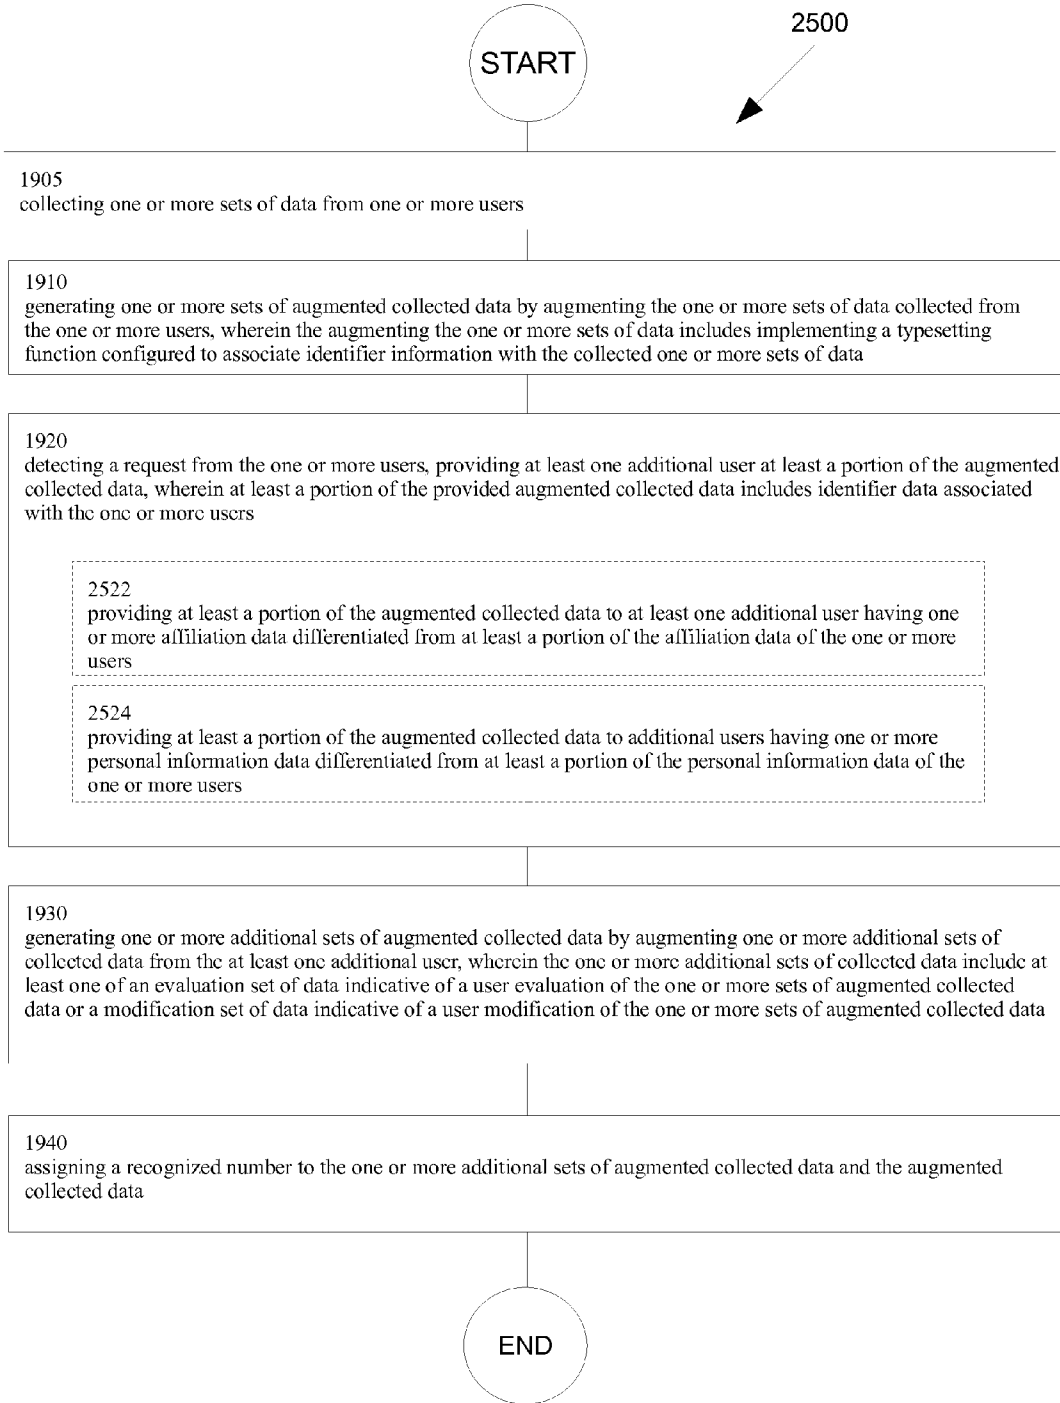 2500
START
1905
collecting one or more sets of data from one or more users
1910
generating one or more sets of augmented collected data by augmenting the one or more sets of data collected from
the one or more users, wherein the augmenting the one or more sets of data includes implementing a typesetting
function configured to associate identifier information with the collected one or more sets of data
1920
detecting a request from the one or more users, providing at least one additional user at least a portion of the augmented
collected data, wherein at least a portion of the provided augmented collected data includes identifier data associated
with the one or more users
2522
providing at least a portion of the augmented collected data to at least one additional user having one
or more affiliation data differentiated from at least a portion of the affiliation data of the one or more
users
2524
providing at least a portion of the augmented collected data to additional users having one or more
personal information data differentiated from at least a portion of the personal information data of the
one or more users
1930
generating one or more additional sets of augmented collected data by augmenting one or more additional sets of
collected data from the at least one additional user, wherein the one or more additional sets of collected data include at
least one of an evaluation set of data indicative of a user evaluation of the one or more sets of augmented collected
data or a modification set of data indicative of a user modification of the one or more sets of augmented collected data
1940
assigning a recognized number to the one or more additional sets of augmented collected data and the augmented
collected data
END